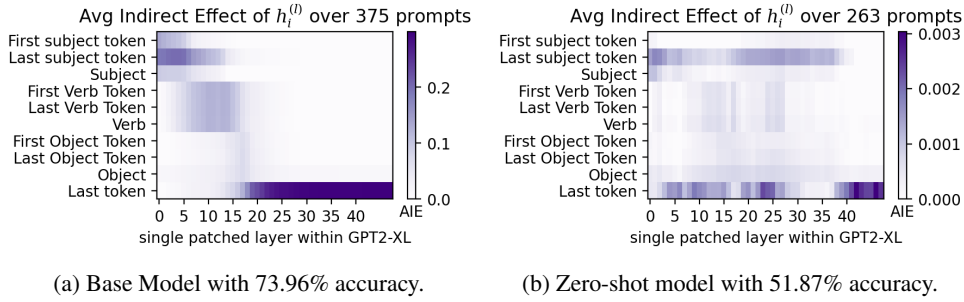 Avg Indirect Effect of h_i^{(l)} over 375 prompts
First subject token
Last subject token
Subject
First Verb Token
Last Verb Token
Verb
First Object Token
Last Object Token
Object
Last token
0 5 10 15 20 25 30 35 40
single patched layer within GPT2-XL
0.2
0.1
0.0
AIE
(a) Base Model with 73.96% accuracy.
Avg Indirect Effect of h_i^{(l)} over 263 prompts
First subject token
Last subject token
Subject
First Verb Token
Last Verb Token
Verb
First Object Token
Last Object Token
Object
Last token
0 5 10 15 20 25 30 35 40
single patched layer within GPT2-XL
0.003
0.002
0.001
0.000
AIE
(b) Zero-shot model with 51.87% accuracy.